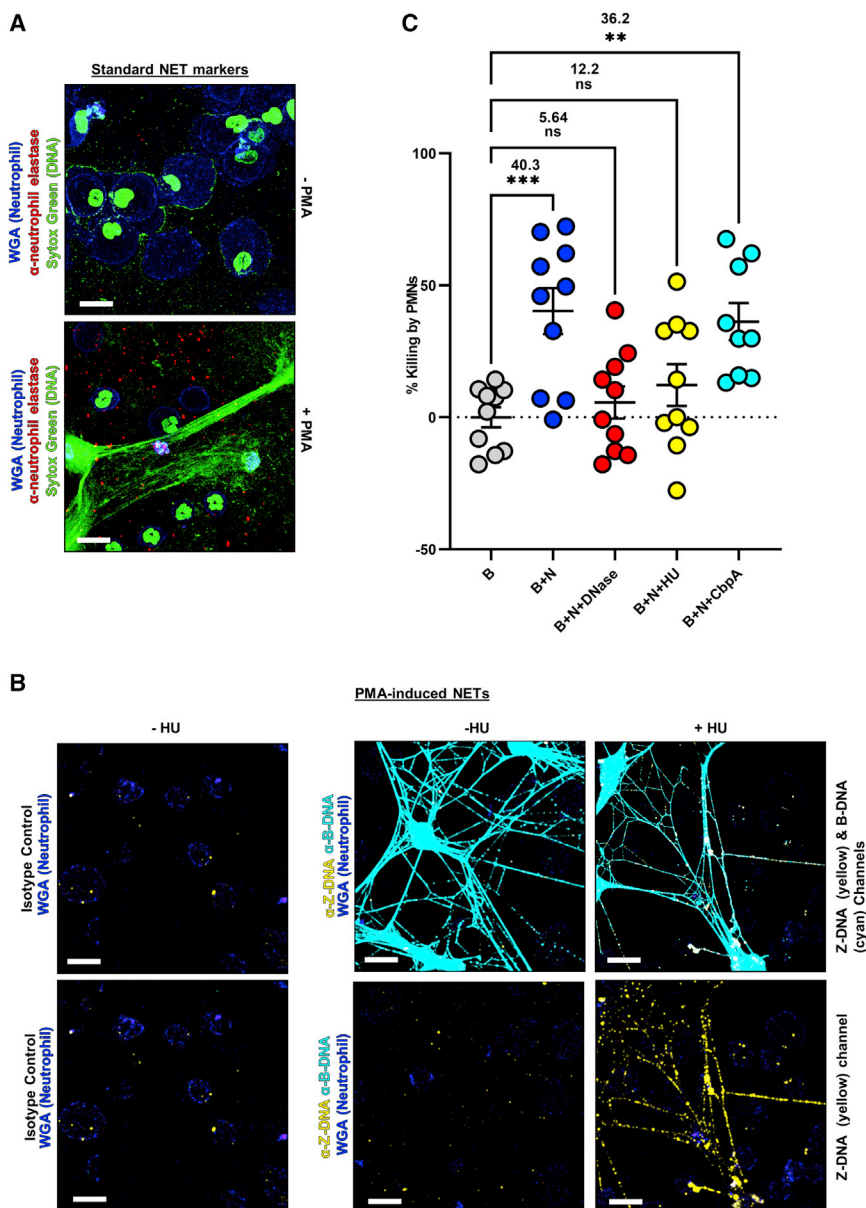 A
Standard NET markers
WGA (Neutrophil)
α-neutrophil elastase
Sytox Green (DNA)
- PMA
WGA (Neutrophil)
α-neutrophil elastase
Sytox Green (DNA)
+ PMA
C
36.2
**
12.2
ns
5.64
ns
40.3
***
% Killing by PMNs
100
50
0
-50
B
B+N
B+N+DNase
B+N+HU
B+N+CbpA
B
PMA-induced NETs
- HU
-HU
+ HU
Isotype Control
WGA (Neutrophil)
α-Z-DNA α-B-DNA
WGA (Neutrophil)
Z-DNA (yellow) & B-DNA
(cyan) Channels
Isotype Control
WGA (Neutrophil)
α-Z-DNA α-B-DNA
WGA (Neutrophil)
Z-DNA (yellow) channel